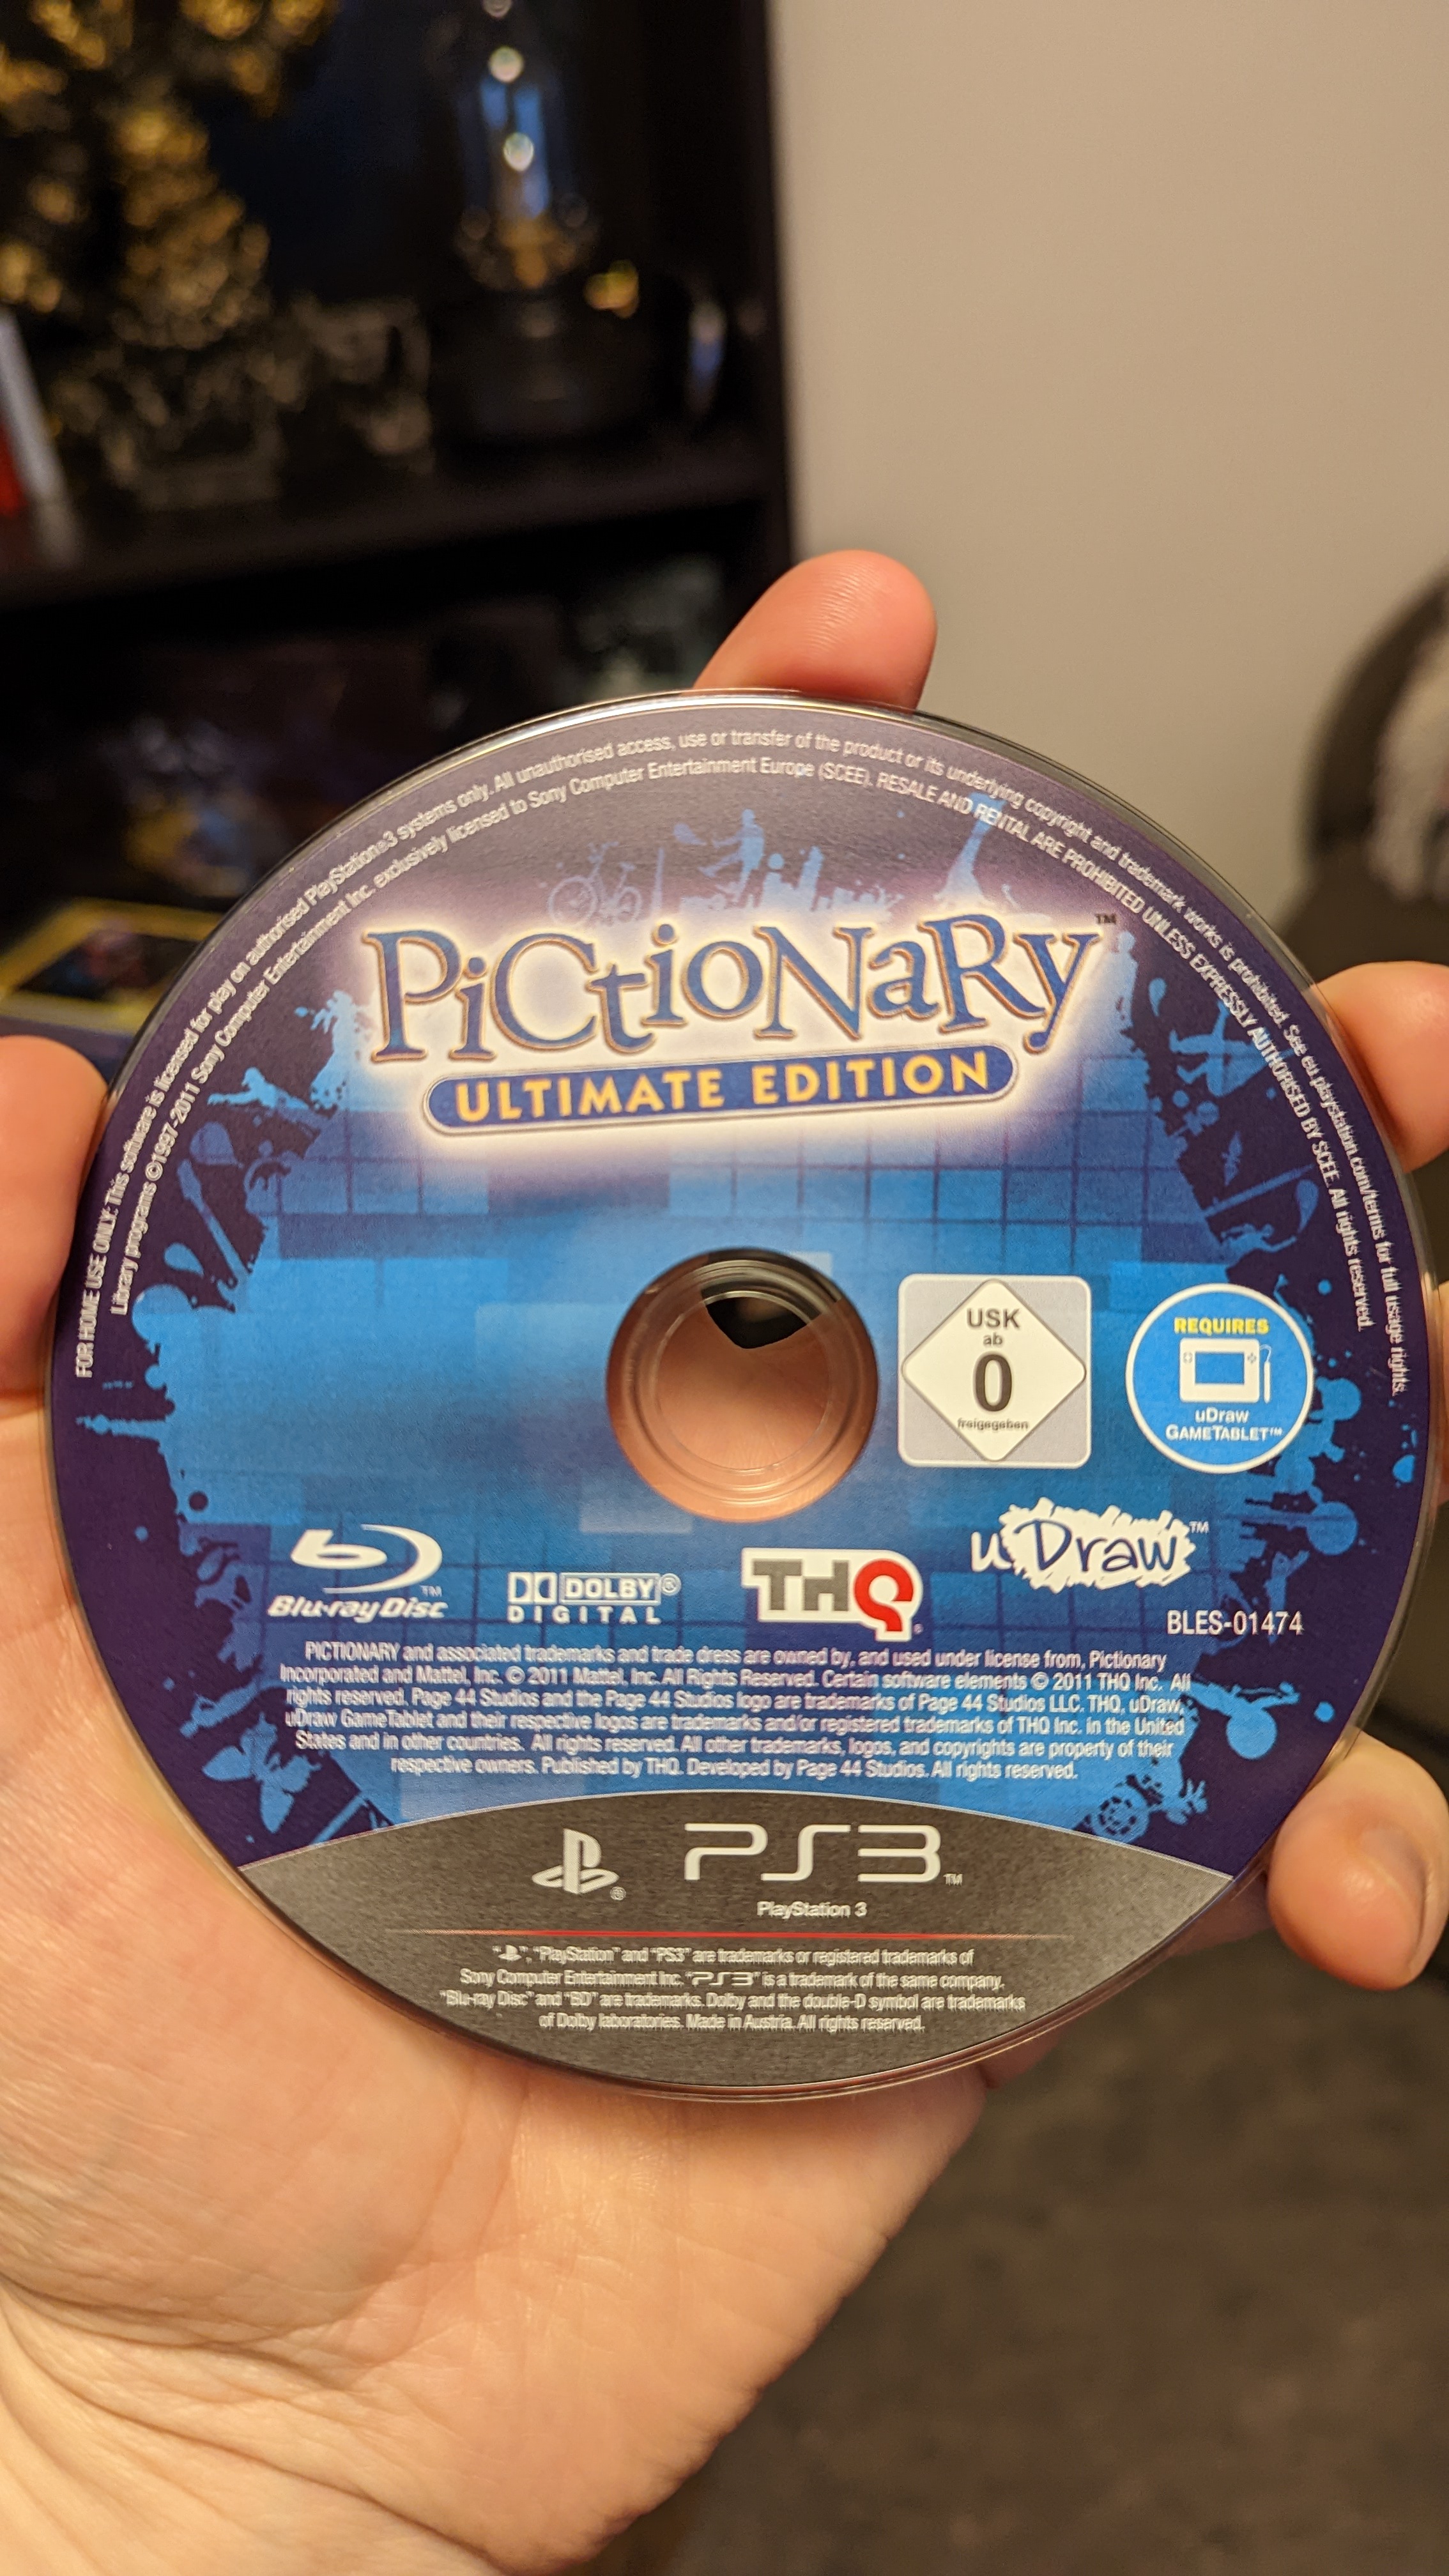 FOR HOME USE ONLY: This software is licensed for play on authorised PlayStation®3 systems only. All unauthorised access, use or transfer of the product or its underlying copyright and trademark works is prohibited. See eu.playstation.com/terms for full usage rights.
Library programs ©1997-2011 Sony Computer Entertainment Inc. exclusively licensed to Sony Computer Entertainment Europe (SCEE). RESALE AND RENTAL ARE PROHIBITED UNLESS EXPRESSLY AUTHORISED BY SCEE. All rights reserved.
PiCtioNaRy™
ULTIMATE EDITION
USK
ab
0
freigegeben
REQUIRES
uDraw
GAMETABLET™
Blu-ray Disc™
DOLBY®
DIGITAL
THQ®
uDraw™
BLES-01474
PICTIONARY and associated trademarks and trade dress are owned by, and used under license from, Pictionary
Incorporated and Mattel, Inc. © 2011 Mattel, Inc. All Rights Reserved. Certain software elements © 2011 THQ Inc. All
rights reserved. Page 44 Studios and the Page 44 Studios logo are trademarks of Page 44 Studios LLC. THQ, uDraw,
uDraw GameTablet and their respective logos are trademarks and/or registered trademarks of THQ Inc. in the United
States and in other countries. All rights reserved. All other trademarks, logos, and copyrights are property of their
respective owners. Published by THQ. Developed by Page 44 Studios. All rights reserved.
PS3™
PlayStation 3
" ", "PlayStation" and "PS3" are trademarks or registered trademarks of
Sony Computer Entertainment Inc. "PS3" is a trademark of the same company.
"Blu-ray Disc" and "BD" are trademarks. Dolby and the double-D symbol are trademarks
of Dolby laboratories. Made in Austria. All rights reserved.